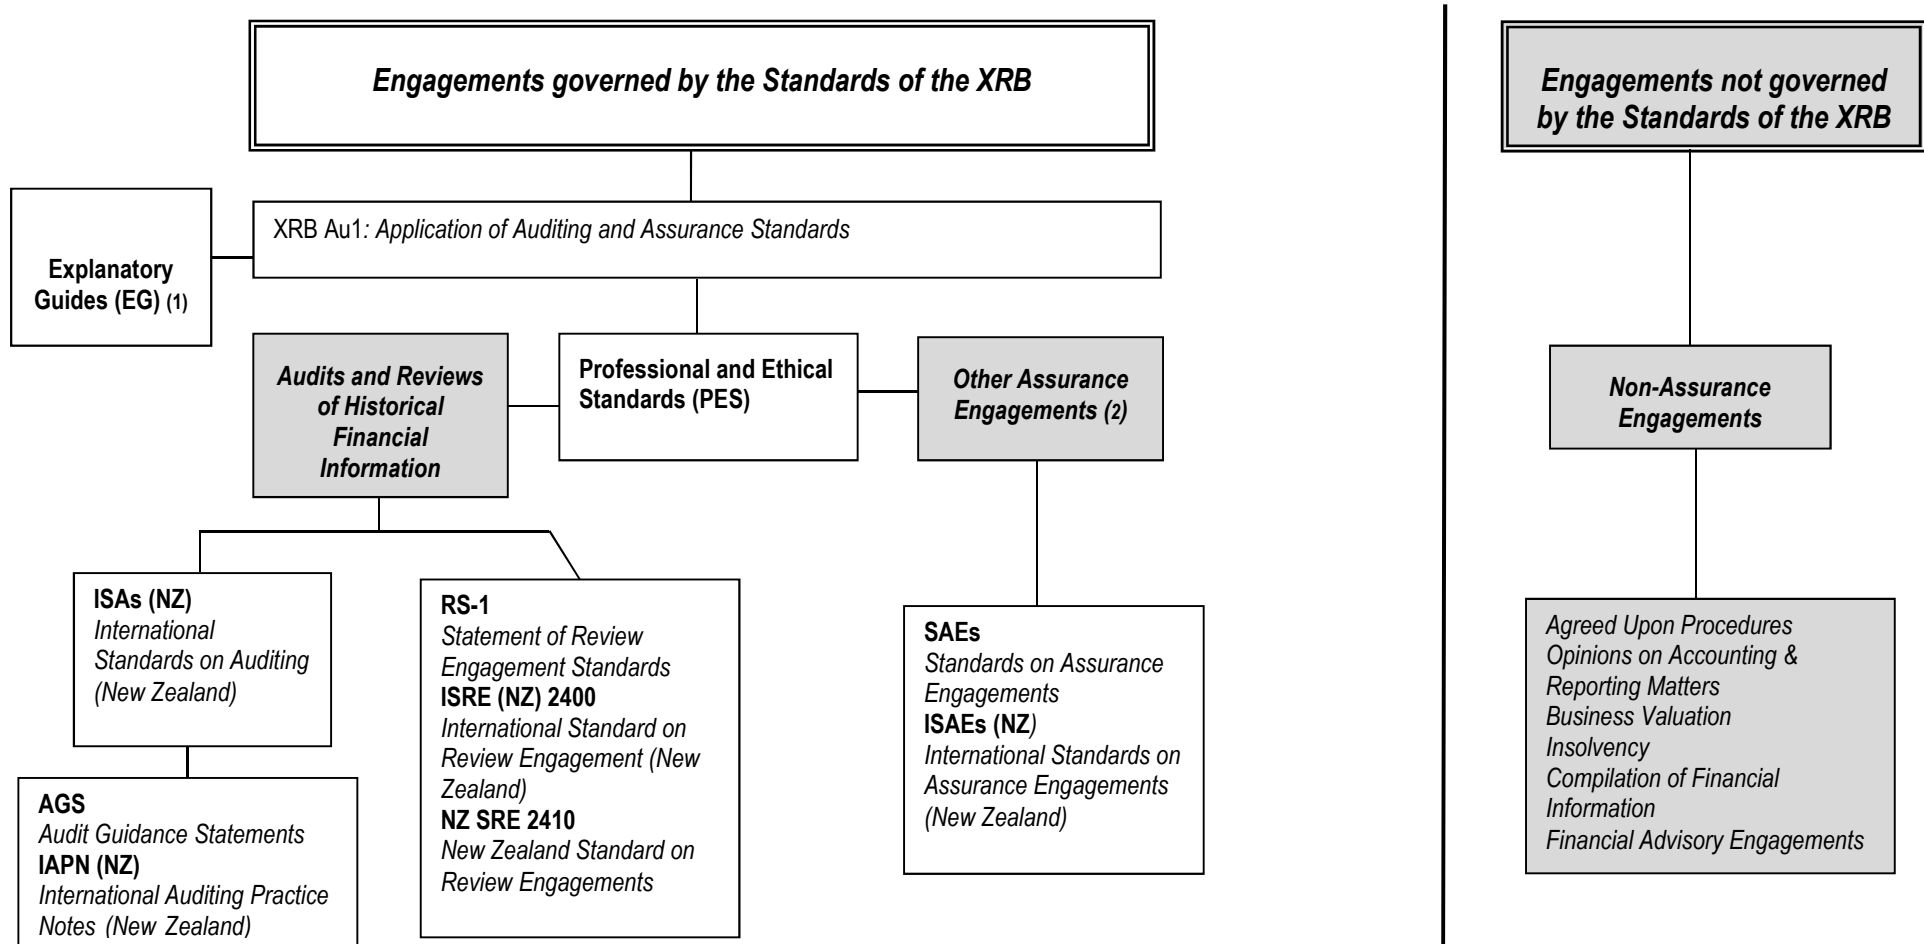 Engagements governed by the Standards of the XRB
Engagements not governed
by the Standards of the XRB
XRB Au1: Application of Auditing and Assurance Standards
Explanatory
Guides (EG) (1)
Audits and Reviews
of Historical
Financial
Information
Professional and Ethical
Standards (PES)
Other Assurance
Engagements (2)
Non-Assurance
Engagements
ISAs (NZ)
International
Standards on Auditing
(New Zealand)
AGS
Audit Guidance Statements
IAPN (NZ)
International Auditing Practice
Notes (New Zealand)
RS-1
Statement of Review
Engagement Standards
ISRE (NZ) 2400
International Standard on
Review Engagement (New
Zealand)
NZ SRE 2410
New Zealand Standard on
Review Engagements
SAEs
Standards on Assurance
Engagements
ISAEs (NZ)
International Standards on
Assurance Engagements
(New Zealand)
Agreed Upon Procedures
Opinions on Accounting &
Reporting Matters
Business Valuation
Insolvency
Compilation of Financial
Information
Financial Advisory Engagements